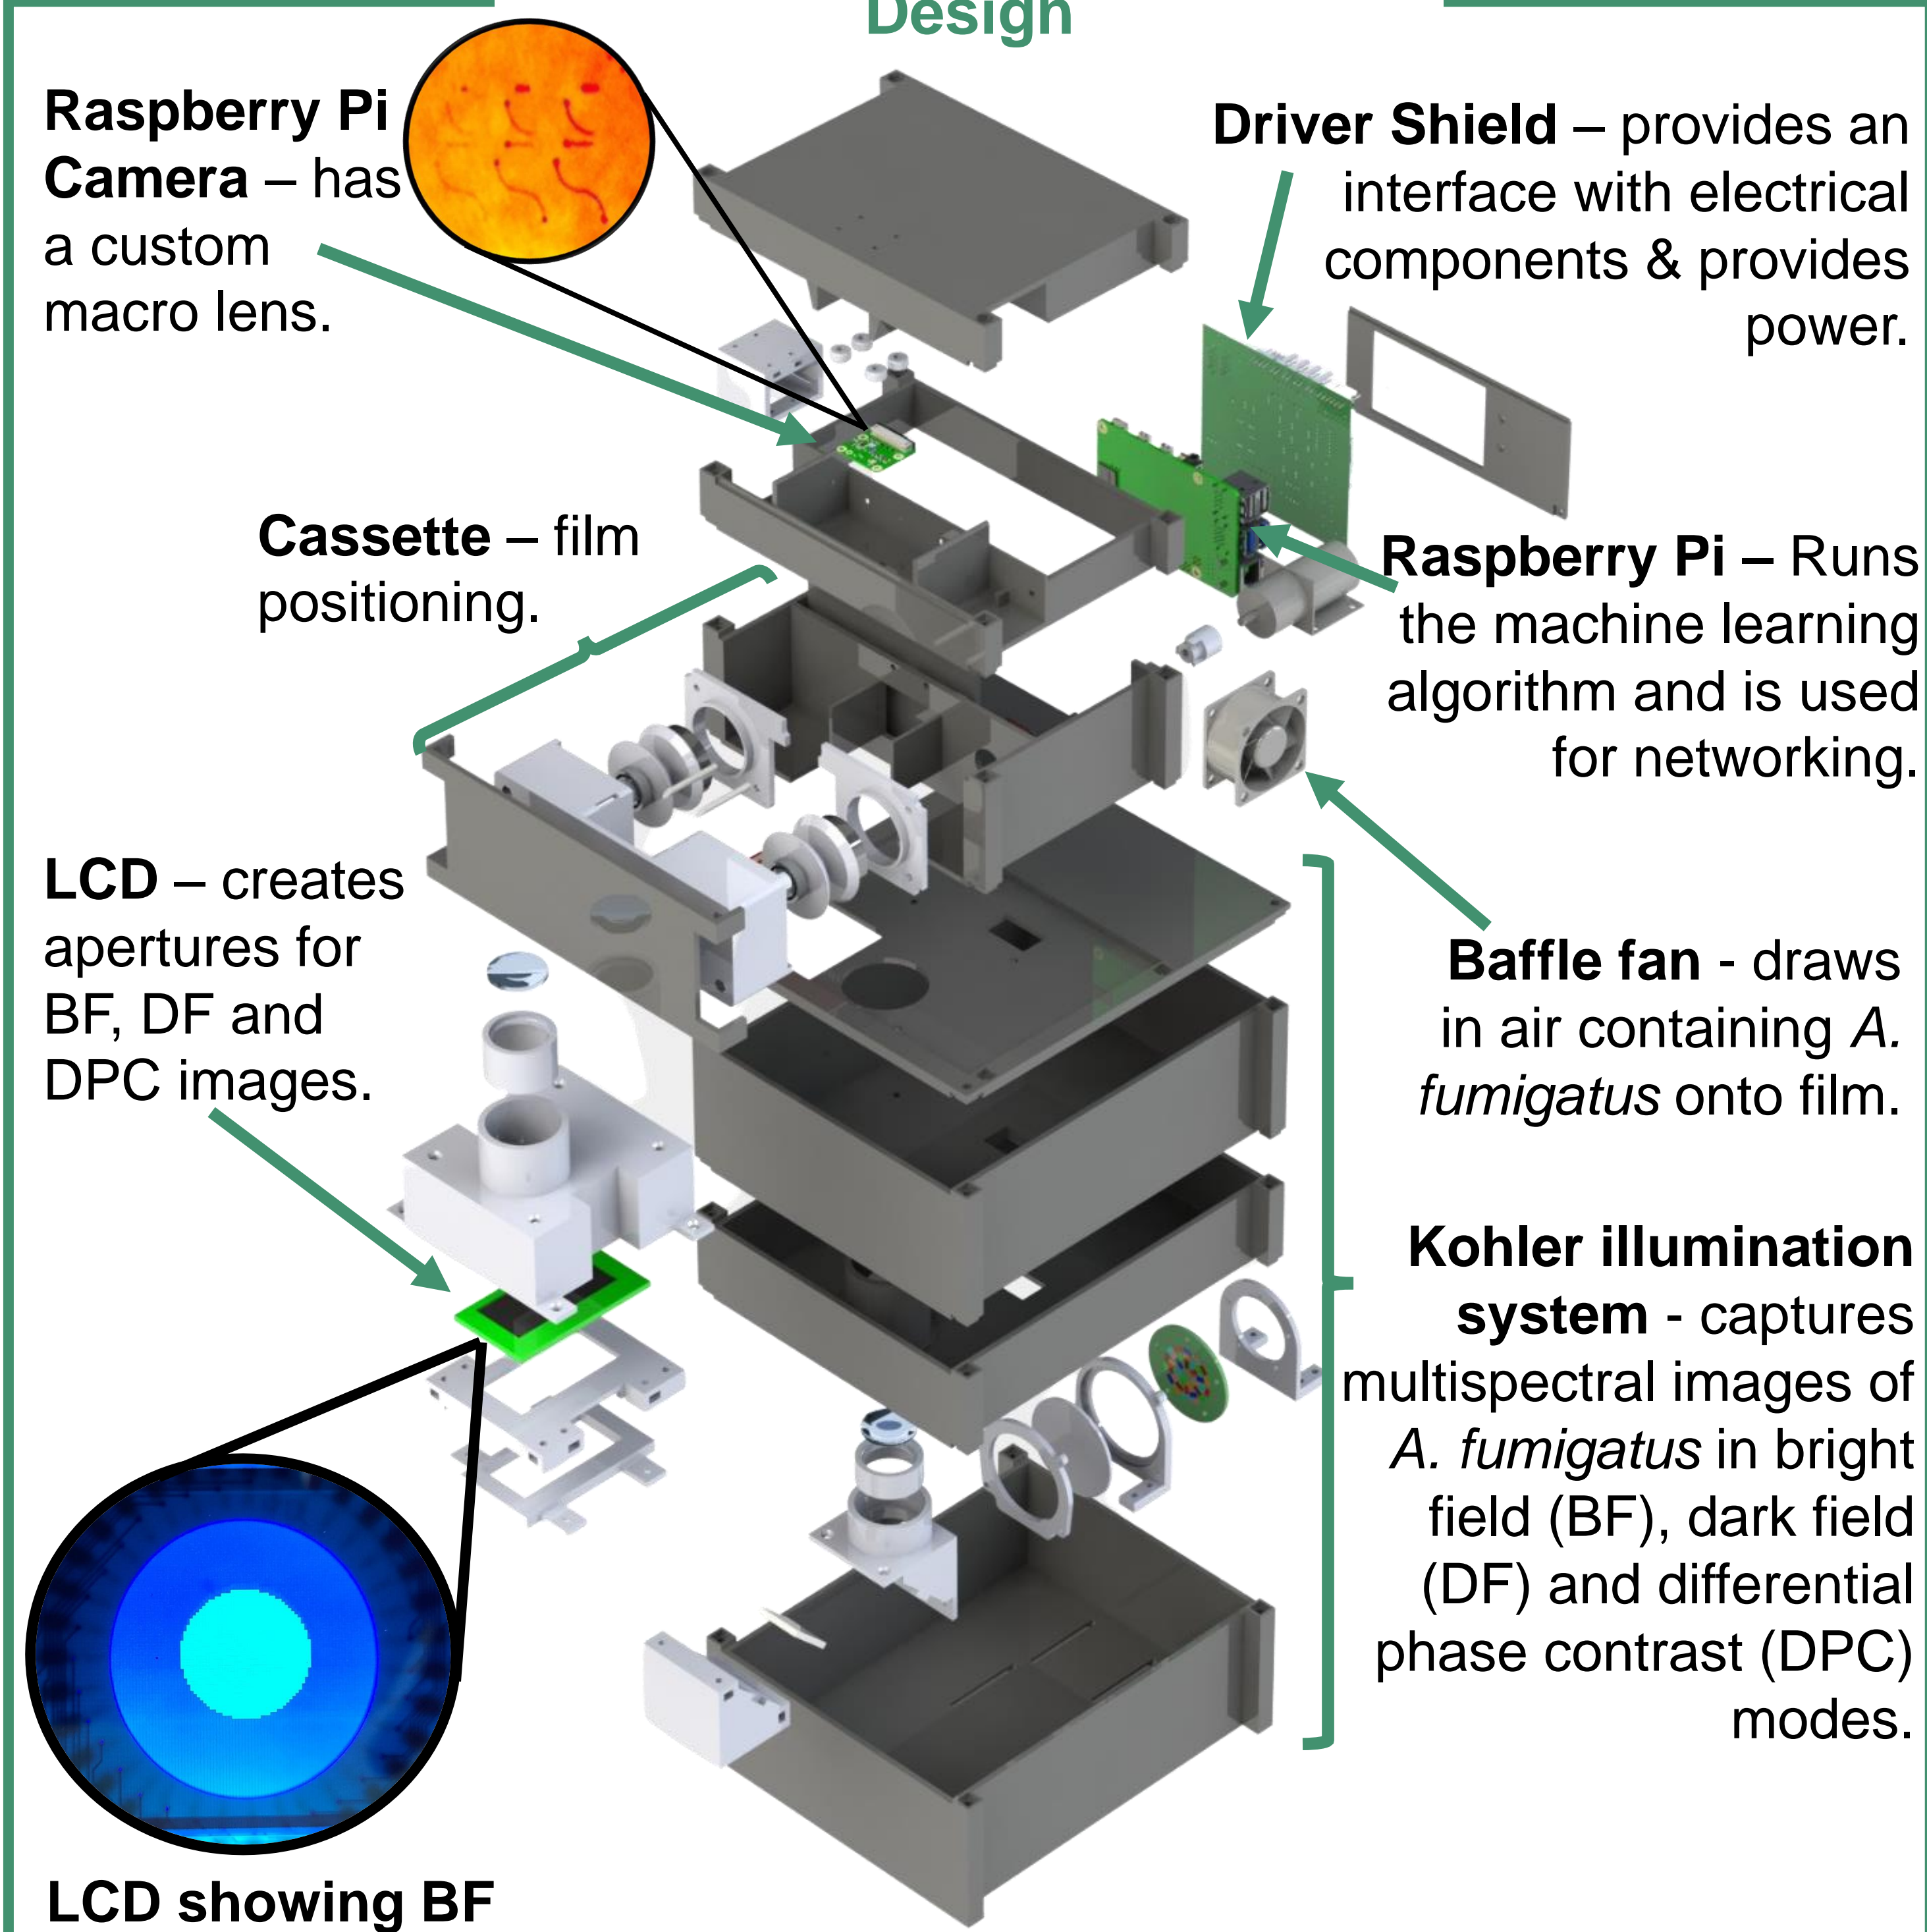 Design
Raspberry Pi
Camera – has
a custom
macro lens.
Driver Shield – provides an
interface with electrical
components & provides
power.
Cassette – film
positioning.
Raspberry Pi – Runs
the machine learning
algorithm and is used
for networking.
LCD – creates
apertures for
BF, DF and
DPC images.
Baffle fan - draws
in air containing A.
fumigatus onto film.
Kohler illumination
system - captures
multispectral images of
A. fumigatus in bright
field (BF), dark field
(DF) and differential
phase contrast (DPC)
modes.
LCD showing BF